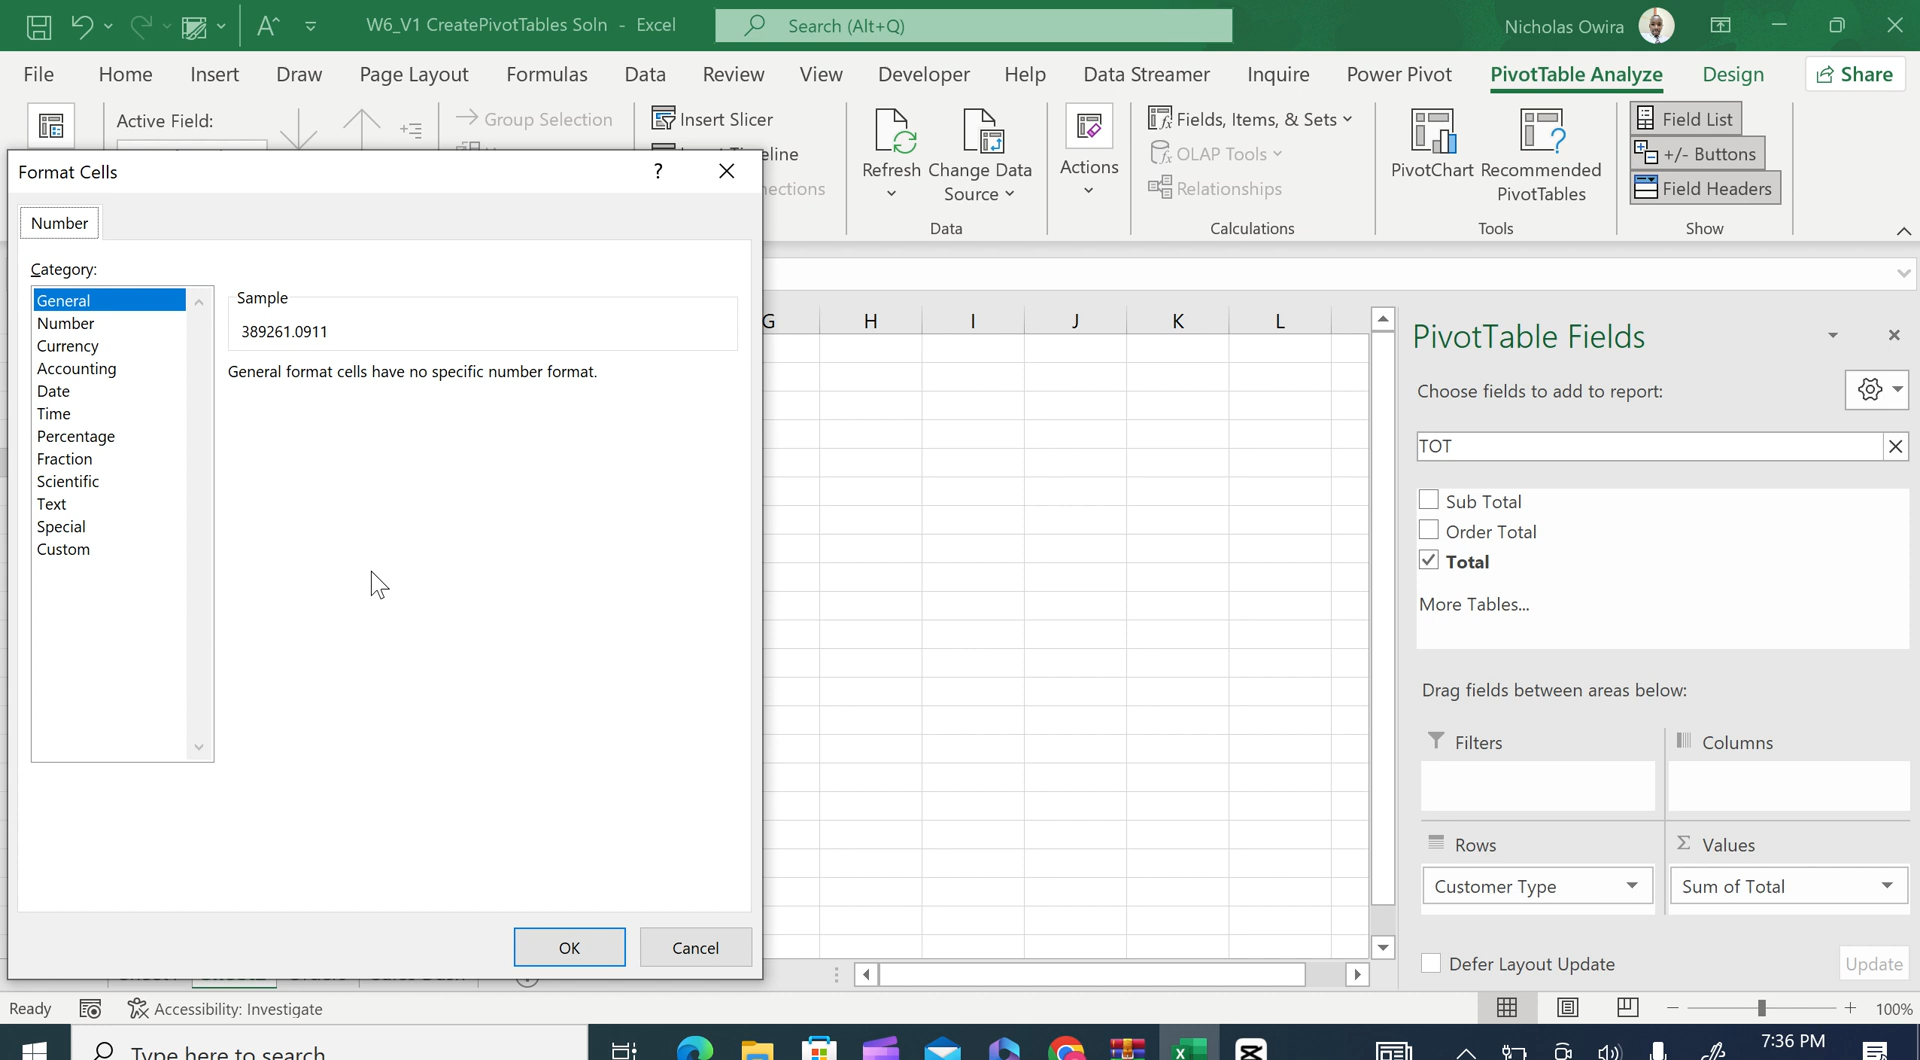 W6_V1 CreatePivotTables Soln - Excel
Search (Alt+Q)
Nicholas Owira
File Home Insert Draw Page Layout Formulas Data Review View Developer Help Data Streamer Inquire Power Pivot PivotTable Analyze Design Share
Active Field:
Group Selection
Insert Slicer
Refresh
Change Data Source
Actions
Fields, Items, & Sets
OLAP Tools
Relationships
PivotChart
Recommended PivotTables
Field List
+/- Buttons
Field Headers
Data
Calculations
Tools
Show
Format Cells
?
Number
Category:
General
Number
Currency
Accounting
Date
Time
Percentage
Fraction
Scientific
Text
Special
Custom
Sample
389261.0911
General format cells have no specific number format.
OK
Cancel
G H I J K L
PivotTable Fields
Choose fields to add to report:
TOT
Sub Total
Order Total
Total
More Tables...
Drag fields between areas below:
Filters
Columns
Rows
Values
Customer Type
Sum of Total
Defer Layout Update
Update
Ready
Accessibility: Investigate
100%
Type here to search
7:36 PM